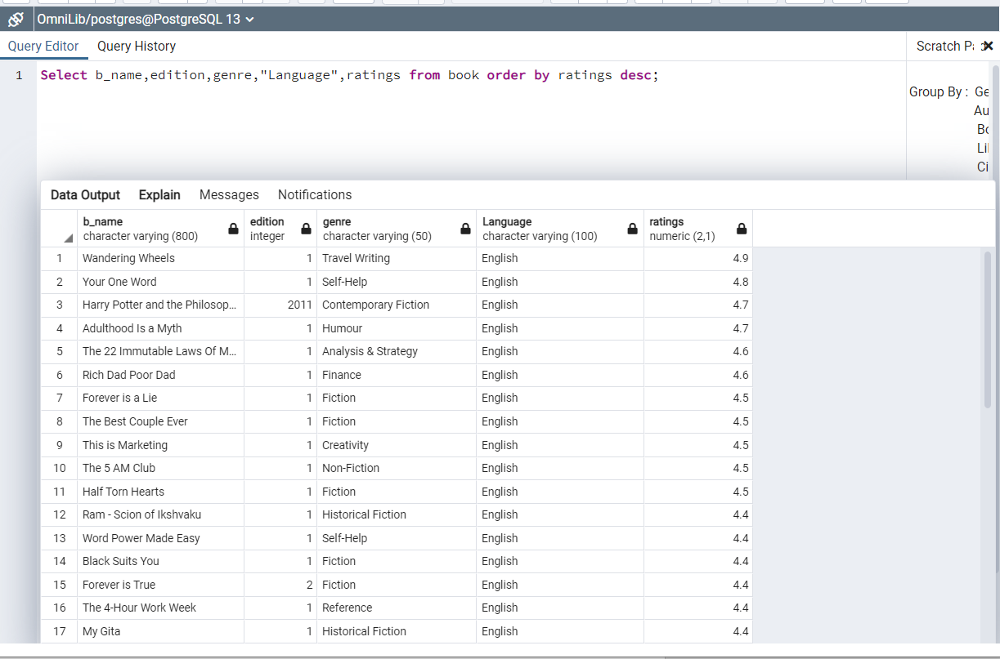 OmniLib/postgres@PostgreSQL 13
Query Editor Query History
Scratch
1 Select b_name,edition,genre,"Language",ratings from book order by ratings desc;
Group By :
Data Output Explain Messages Notifications
b_name edition genre Language ratings
character varying (800) integer character varying (50) character varying (100) numeric (2,1)
1 Wandering Wheels 1 Travel Writing English 4.9
2 Your One Word 1 Self-Help English 4.8
3 Harry Potter and the Philosop... 2011 Contemporary Fiction English 4.7
4 Adulthood Is a Myth 1 Humour English 4.7
5 The 22 Immutable Laws Of M... 1 Analysis & Strategy English 4.6
6 Rich Dad Poor Dad 1 Finance English 4.6
7 Forever is a Lie 1 Fiction English 4.5
8 The Best Couple Ever 1 Fiction English 4.5
9 This is Marketing 1 Creativity English 4.5
10 The 5 AM Club 1 Non-Fiction English 4.5
11 Half Torn Hearts 1 Fiction English 4.5
12 Ram - Scion of Ikshvaku 1 Historical Fiction English 4.4
13 Word Power Made Easy 1 Self-Help English 4.4
14 Black Suits You 1 Fiction English 4.4
15 Forever is True 2 Fiction English 4.4
16 The 4-Hour Work Week 1 Reference English 4.4
17 My Gita 1 Historical Fiction English 4.4